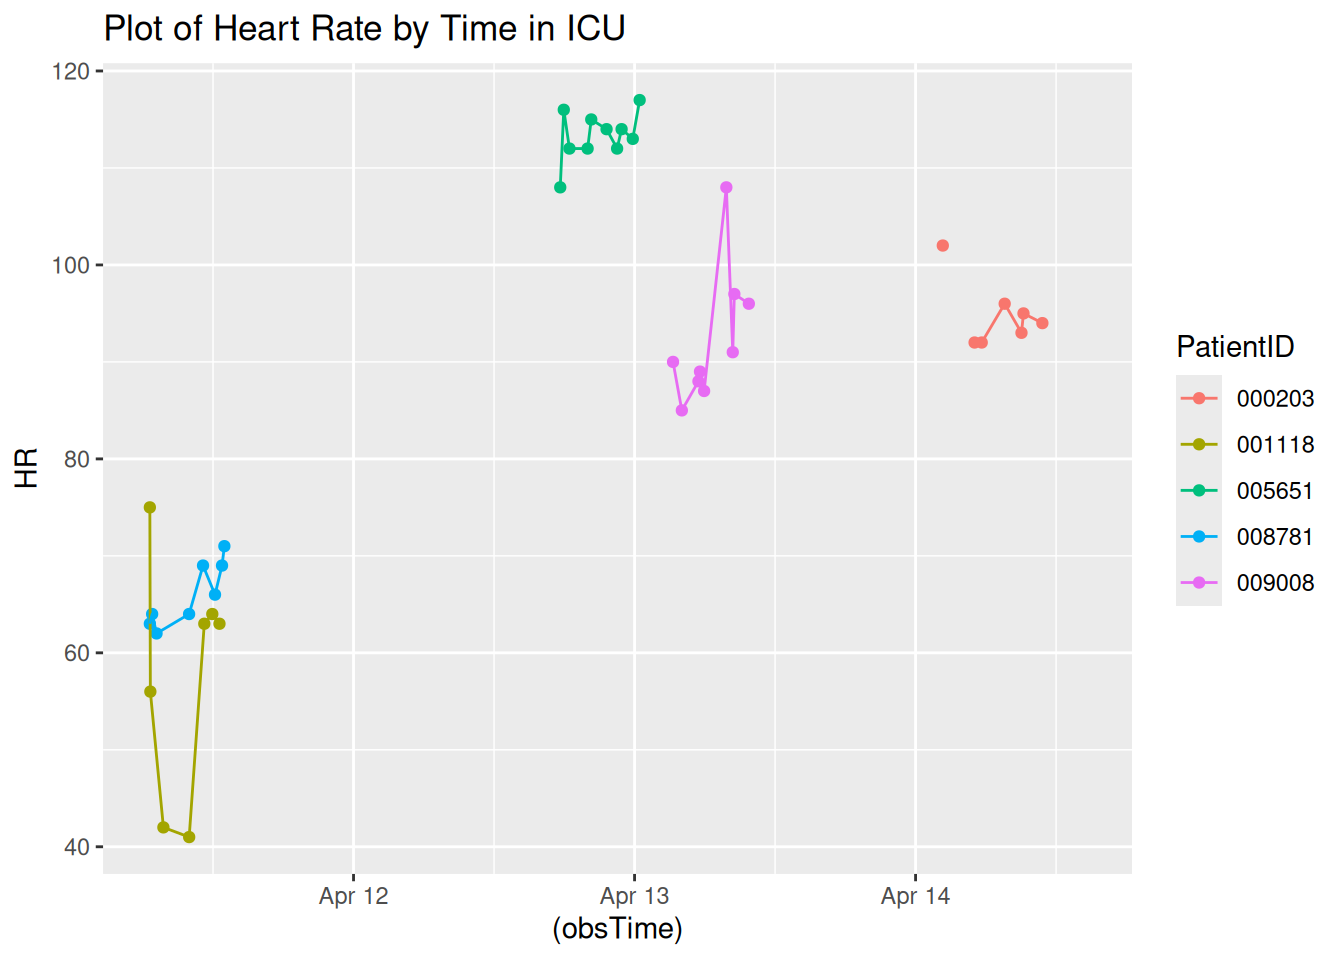 Plot of Heart Rate by Time in ICU
120
100
80
60
40
HR
Apr 12
Apr 13
Apr 14
(obsTime)
PatientID
000203
001118
005651
008781
009008